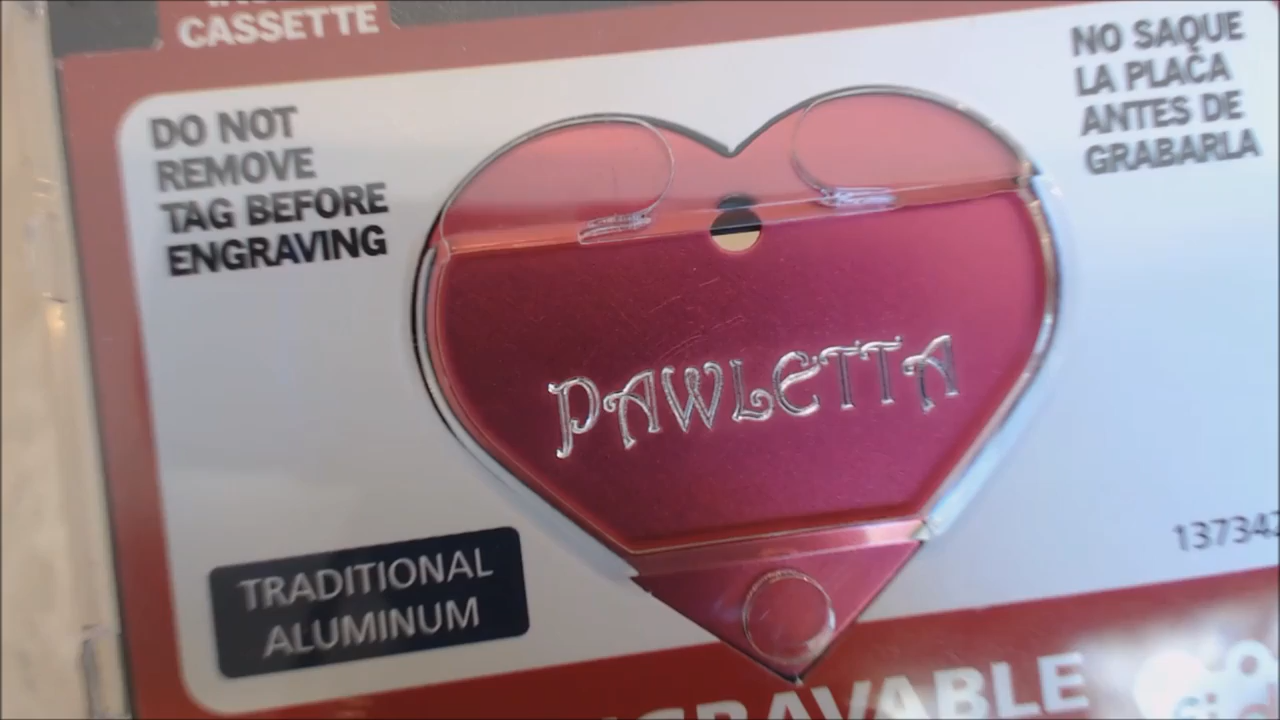 CASSETTE
DO NOT
REMOVE
TAG BEFORE
ENGRAVING
NO SAQUE
LA PLACA
ANTES DE
GRABARLA
PAWLETTA
TRADITIONAL
ALUMINUM